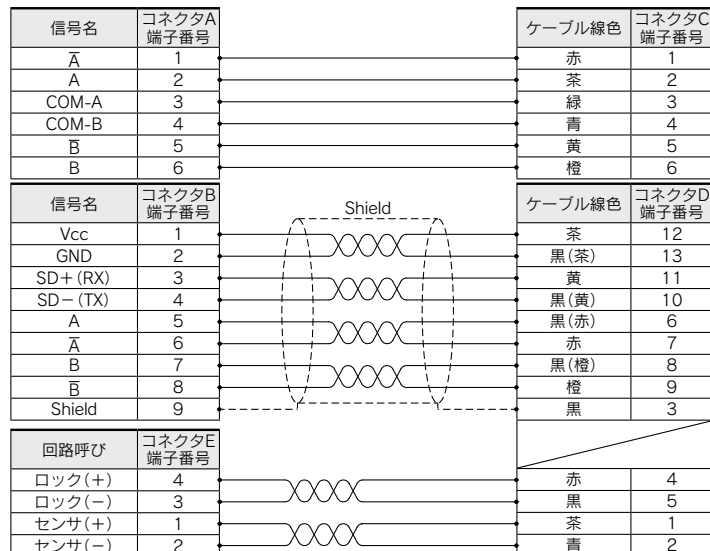 信号名 コネクタA端子番号 ケーブル線色 コネクタC端子番号
A̅ 1 赤 1
A 2 茶 2
COM-A 3 緑 3
COM-B 4 青 4
B̅ 5 黄 5
B 6 橙 6
信号名 コネクタB端子番号 Shield ケーブル線色 コネクタD端子番号
Vcc 1 茶 12
GND 2 黒(茶) 13
SD+(RX) 3 黄 11
SD−(TX) 4 黒(黄) 10
A 5 黒(赤) 6
A̅ 6 赤 7
B 7 黒(橙) 8
B̅ 8 橙 9
Shield 9 黒 3
回路呼び コネクタE端子番号
ロック(+) 4 赤 4
ロック(−) 3 黒 5
センサ(+) 1 茶 1
センサ(−) 2 青 2